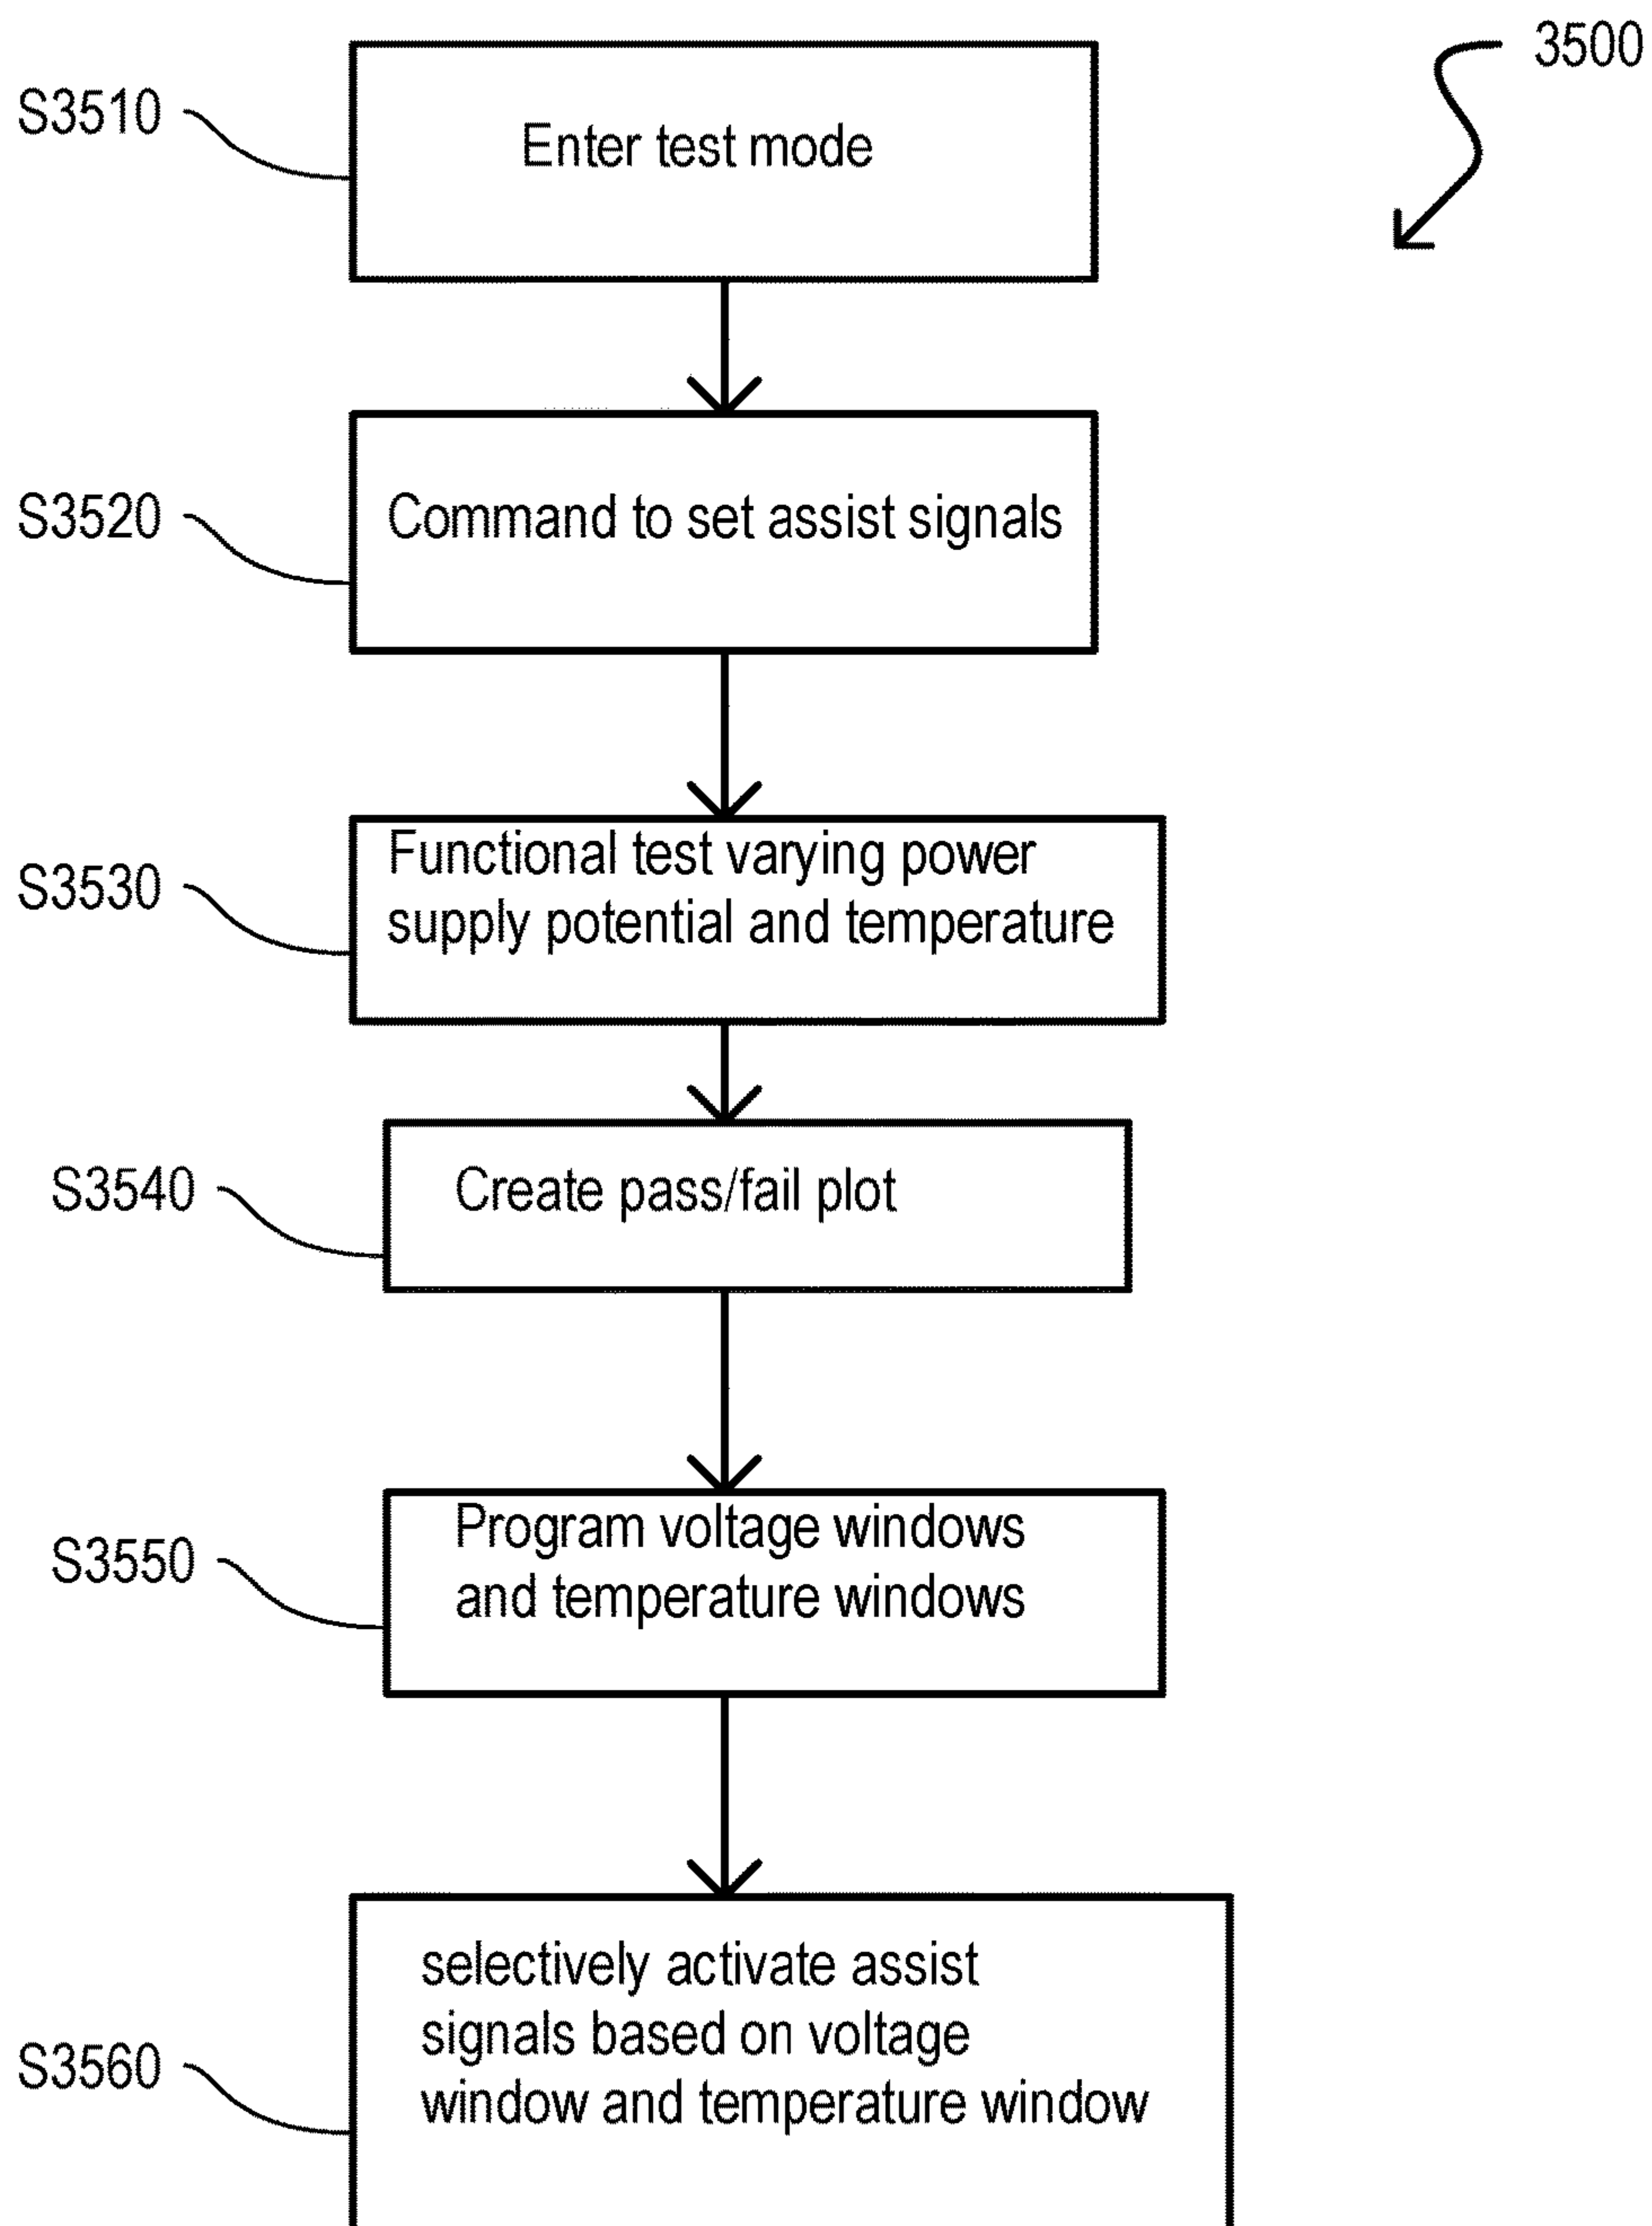 3500
S3510
Enter test mode
S3520
Command to set assist signals
S3530
Functional test varying power
supply potential and temperature
S3540
Create pass/fail plot
S3550
Program voltage windows
and temperature windows
S3560
selectively activate assist
signals based on voltage
window and temperature window